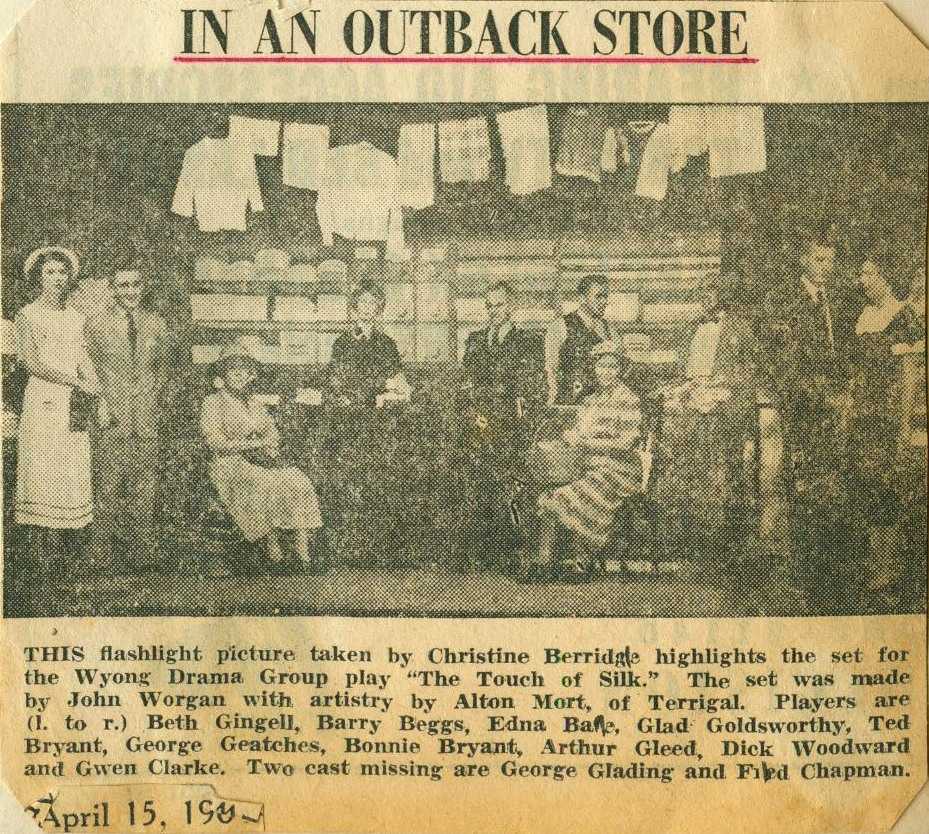 IN AN OUTBACK STORE
THIS flashlight picture taken by Christine Berridge highlights the set for
the Wyong Drama Group play "The Touch of Silk." The set was made
by John Worgan with artistry by Alton Mort, of Terrigal. Players are
(l. to r.) Beth Gingell, Barry Beggs, Edna , Glad Goldsworthy, Ted
Bryant, George Geatches, Bonnie Bryant, Arthur Gleed, Dick Woodward
and Gwen Clarke. Two cast missing are George Glading and Chapman.
April 15,